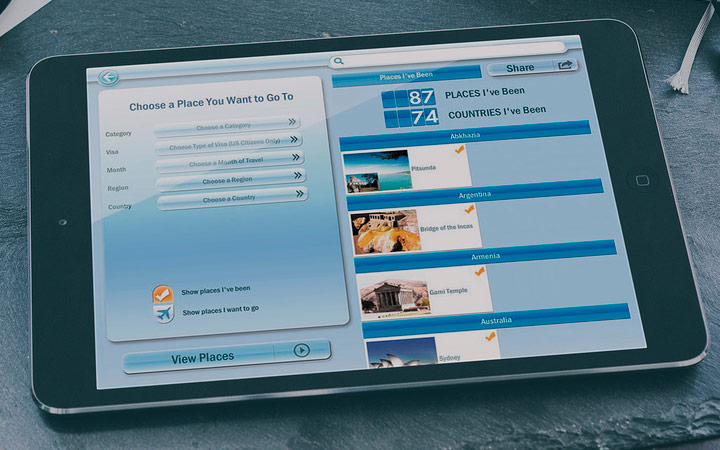 Choose a Place You Want to Go To
Category
Choose a Category
Visa
Choose Type of Visa (US Citizens Only)
Month
Choose a Month of Travel
Region
Choose a Region
Country
Choose a Country
Show places I've been
Show places I want to go
View Places
Places I've Been
Share
87 PLACES I've Been
74 COUNTRIES I've Been
Abkhazia
Pitsunda
Argentina
Bridge of the Incas
Armenia
Garni Temple
Australia
Sydney